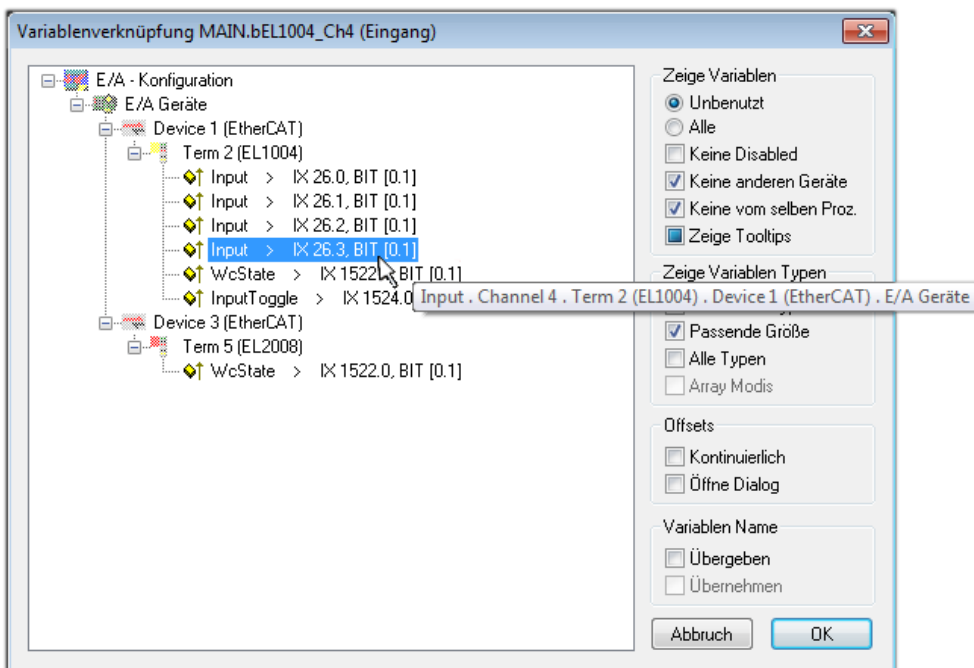 Variablenverknüpfung MAIN.bEL1004_Ch4 (Eingang)
E/A - Konfiguration
E/A Geräte
Device 1 (EtherCAT)
Term 2 (EL1004)
Input > IX 26.0, BIT [0.1]
Input > IX 26.1, BIT [0.1]
Input > IX 26.2, BIT [0.1]
Input > IX 26.3, BIT [0.1]
WcState > IX 1522. BIT [0.1]
InputToggle > IX 1524.0
Input . Channel 4 . Term 2 (EL1004) . Device 1 (EtherCAT) . E/A Geräte
Device 3 (EtherCAT)
Term 5 (EL2008)
WcState > IX 1522.0, BIT [0.1]
Zeige Variablen
Unbenutzt
Alle
Keine Disabled
Keine anderen Geräte
Keine vom selben Proz.
Zeige Tooltips
Zeige Variablen Typen
Passende Größe
Alle Typen
Array Modis
Offsets
Kontinuierlich
Öffne Dialog
Variablen Name
Übergeben
Übernehmen
Abbruch
OK